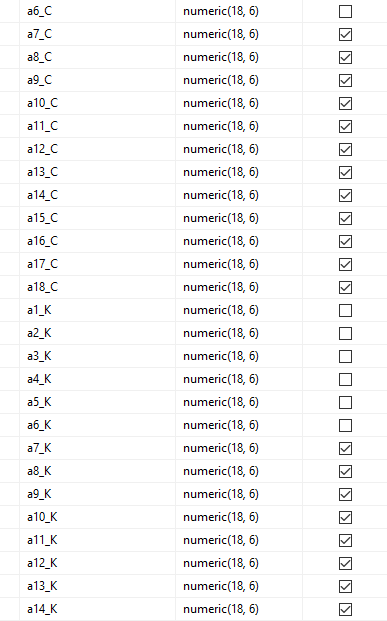 a6_C numeric(18, 6)
a7_C numeric(18, 6)
a8_C numeric(18, 6)
a9_C numeric(18, 6)
a10_C numeric(18, 6)
a11_C numeric(18, 6)
a12_C numeric(18, 6)
a13_C numeric(18, 6)
a14_C numeric(18, 6)
a15_C numeric(18, 6)
a16_C numeric(18, 6)
a17_C numeric(18, 6)
a18_C numeric(18, 6)
a1_K numeric(18, 6)
a2_K numeric(18, 6)
a3_K numeric(18, 6)
a4_K numeric(18, 6)
a5_K numeric(18, 6)
a6_K numeric(18, 6)
a7_K numeric(18, 6)
a8_K numeric(18, 6)
a9_K numeric(18, 6)
a10_K numeric(18, 6)
a11_K numeric(18, 6)
a12_K numeric(18, 6)
a13_K numeric(18, 6)
a14_K numeric(18, 6)